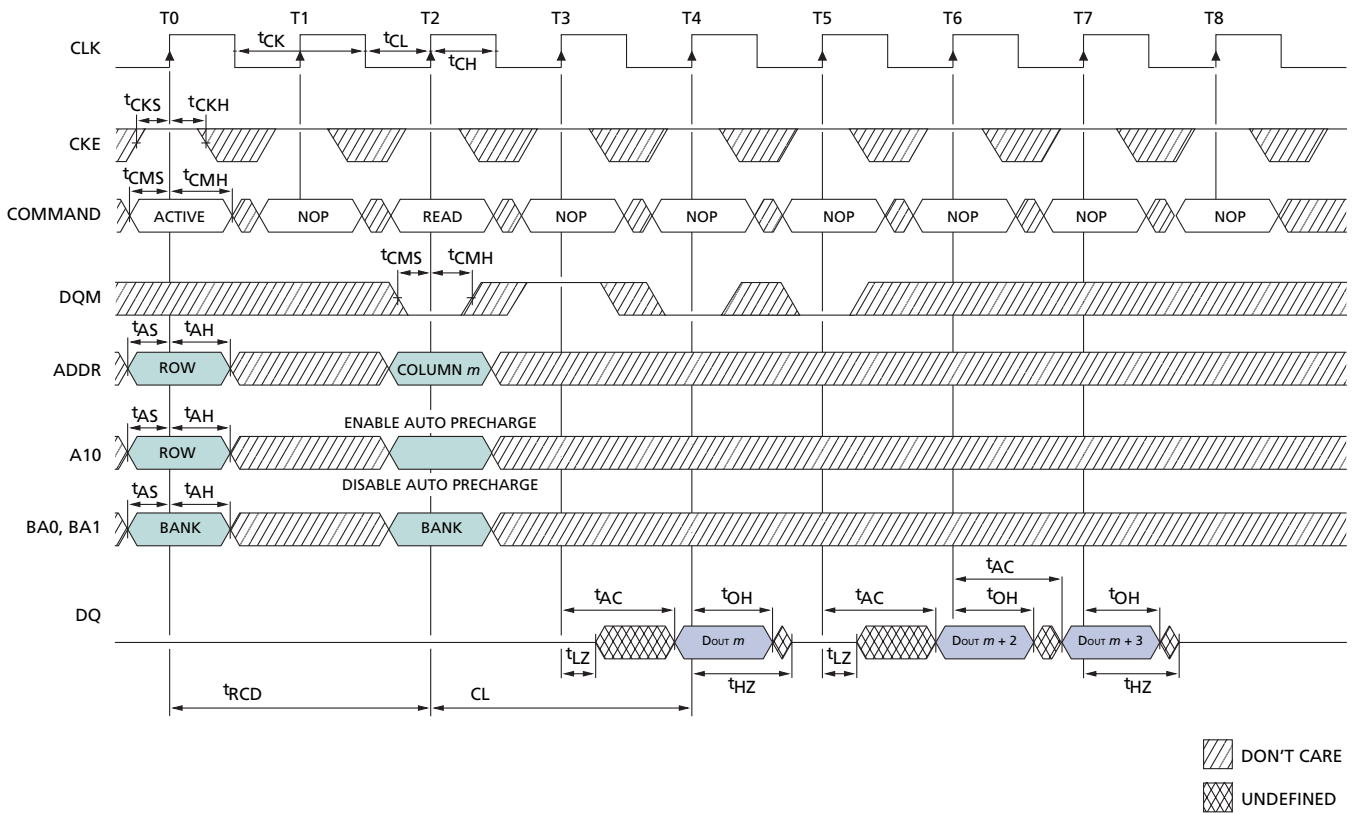 T0 T1 T2 T3 T4 T5 T6 T7 T8
CLK
tCK tCL
tCH
tCKS tCKH
CKE
tCMS tCMH
COMMAND ACTIVE NOP READ NOP NOP NOP NOP NOP NOP
tCMS tCMH
DQM
tAS tAH
ADDR ROW COLUMN m
tAS tAH ENABLE AUTO PRECHARGE
A10 ROW
DISABLE AUTO PRECHARGE
tAS tAH
BA0, BA1 BANK BANK
tAC
tAC tOH tAC tOH tOH
DQ
DOUT m DOUT m + 2 DOUT m + 3
tLZ tLZ
tHZ tHZ
tRCD CL
DON'T CARE
UNDEFINED